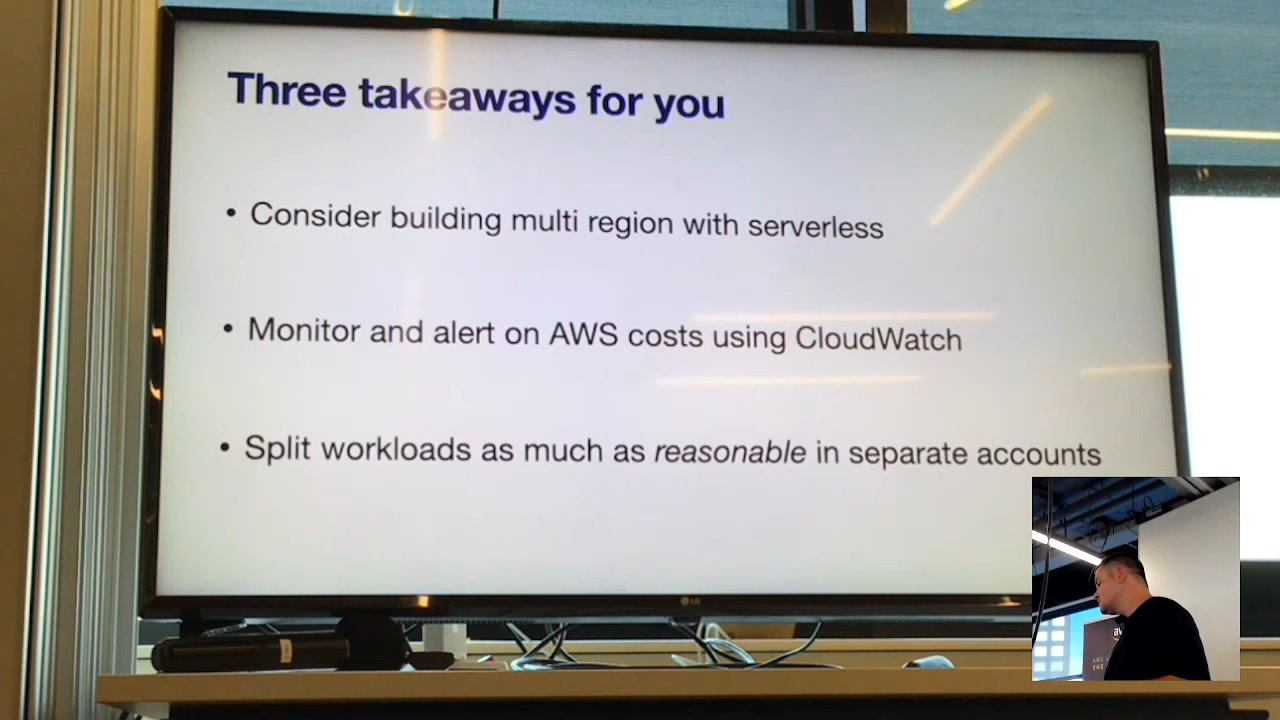 Three takeaways for you
• Consider building multi region with serverless
• Monitor and alert on AWS costs using CloudWatch
• Split workloads as much as reasonable in separate accounts
LG